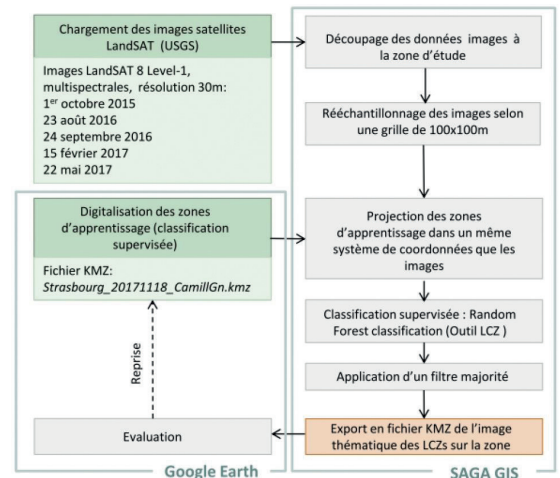 Chargement des images satellites
LandSAT (USGS)
Images LandSAT 8 Level-1,
multispectrales, résolution 30m:
1er octobre 2015
23 août 2016
24 septembre 2016
15 février 2017
22 mai 2017
Découpage des données images à
la zone d'étude
Rééchantillonnage des images selon
une grille de 100x100m
Digitalisation des zones
d'apprentissage (classification
supervisée)
Fichier KMZ:
Strasbourg_20171118_CamillGn.kmz
Projection des zones
d'apprentissage dans un même
système de coordonnées que les
images
Classification supervisée : Random
Forest classification (Outil LCZ )
Application d'un filtre majorité
Reprise
Evaluation
Export en fichier KMZ de l'image
thématique des LCZs sur la zone
Google Earth
SAGA GIS